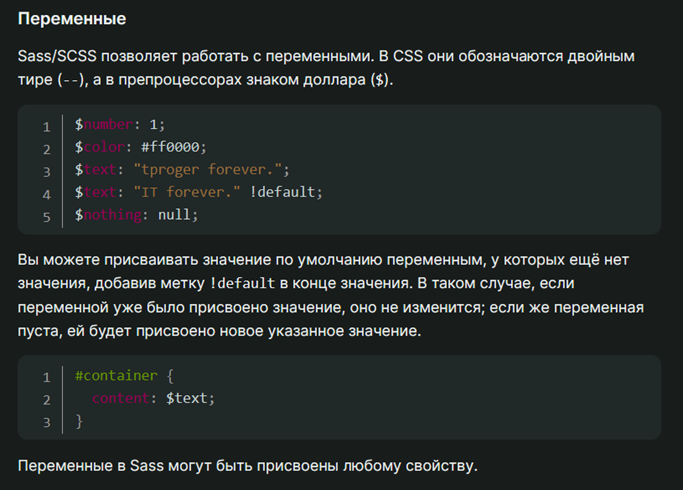 Переменные
Sass/SCSS позволяет работать с переменными. В CSS они обозначаются двойным
тире (--), а в препроцессорах знаком доллара ($).
1 $number: 1;
2 $color: #ff0000;
3 $text: "tproger forever.";
4 $text: "IT forever." !default;
5 $nothing: null;
Вы можете присваивать значение по умолчанию переменным, у которых ещё нет
значения, добавив метку !default в конце значения. В таком случае, если
переменной уже было присвоено значение, оно не изменится; если же переменная
пуста, ей будет присвоено новое указанное значение.
1 #container {
2 content: $text;
3 }
Переменные в Sass могут быть присвоены любому свойству.